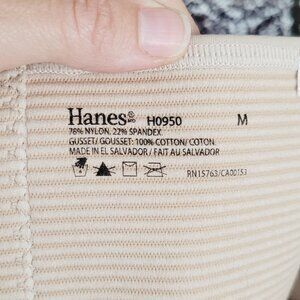 Hanes® H0950 M
78% NYLON, 22% SPANDEX
GUSSET/GOUSSET: 100% COTTON/COTON
MADE IN EL SALVADOR / FAIT AU SALVADOR
RN15763/CA00153